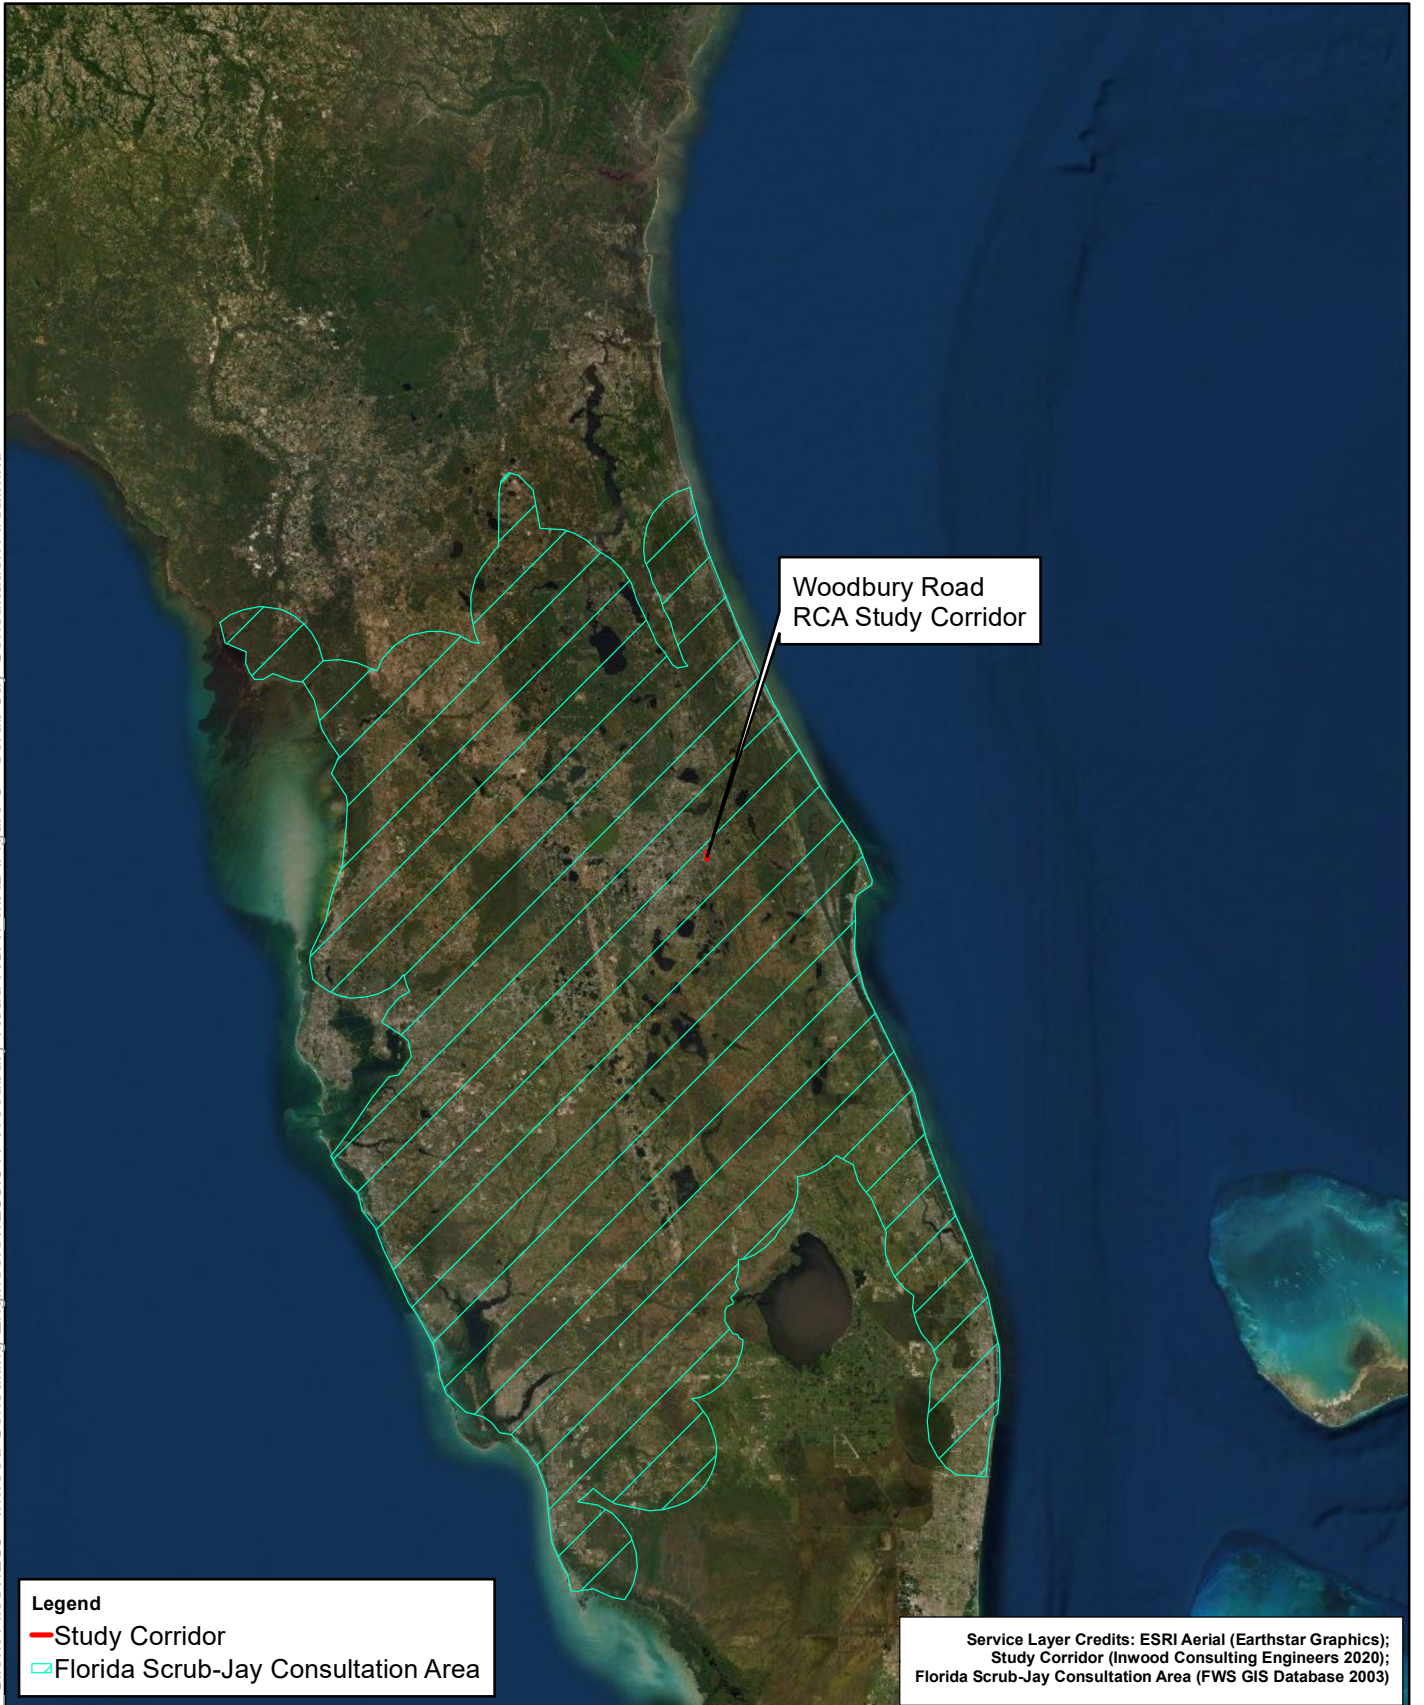 Woodbury Road
RCA Study Corridor
Legend
Study Corridor
Florida Scrub-Jay Consultation Area
Service Layer Credits: ESRI Aerial (Earthstar Graphics);
Study Corridor (Inwood Consulting Engineers 2020);
Florida Scrub-Jay Consultation Area (FWS GIS Database 2003)